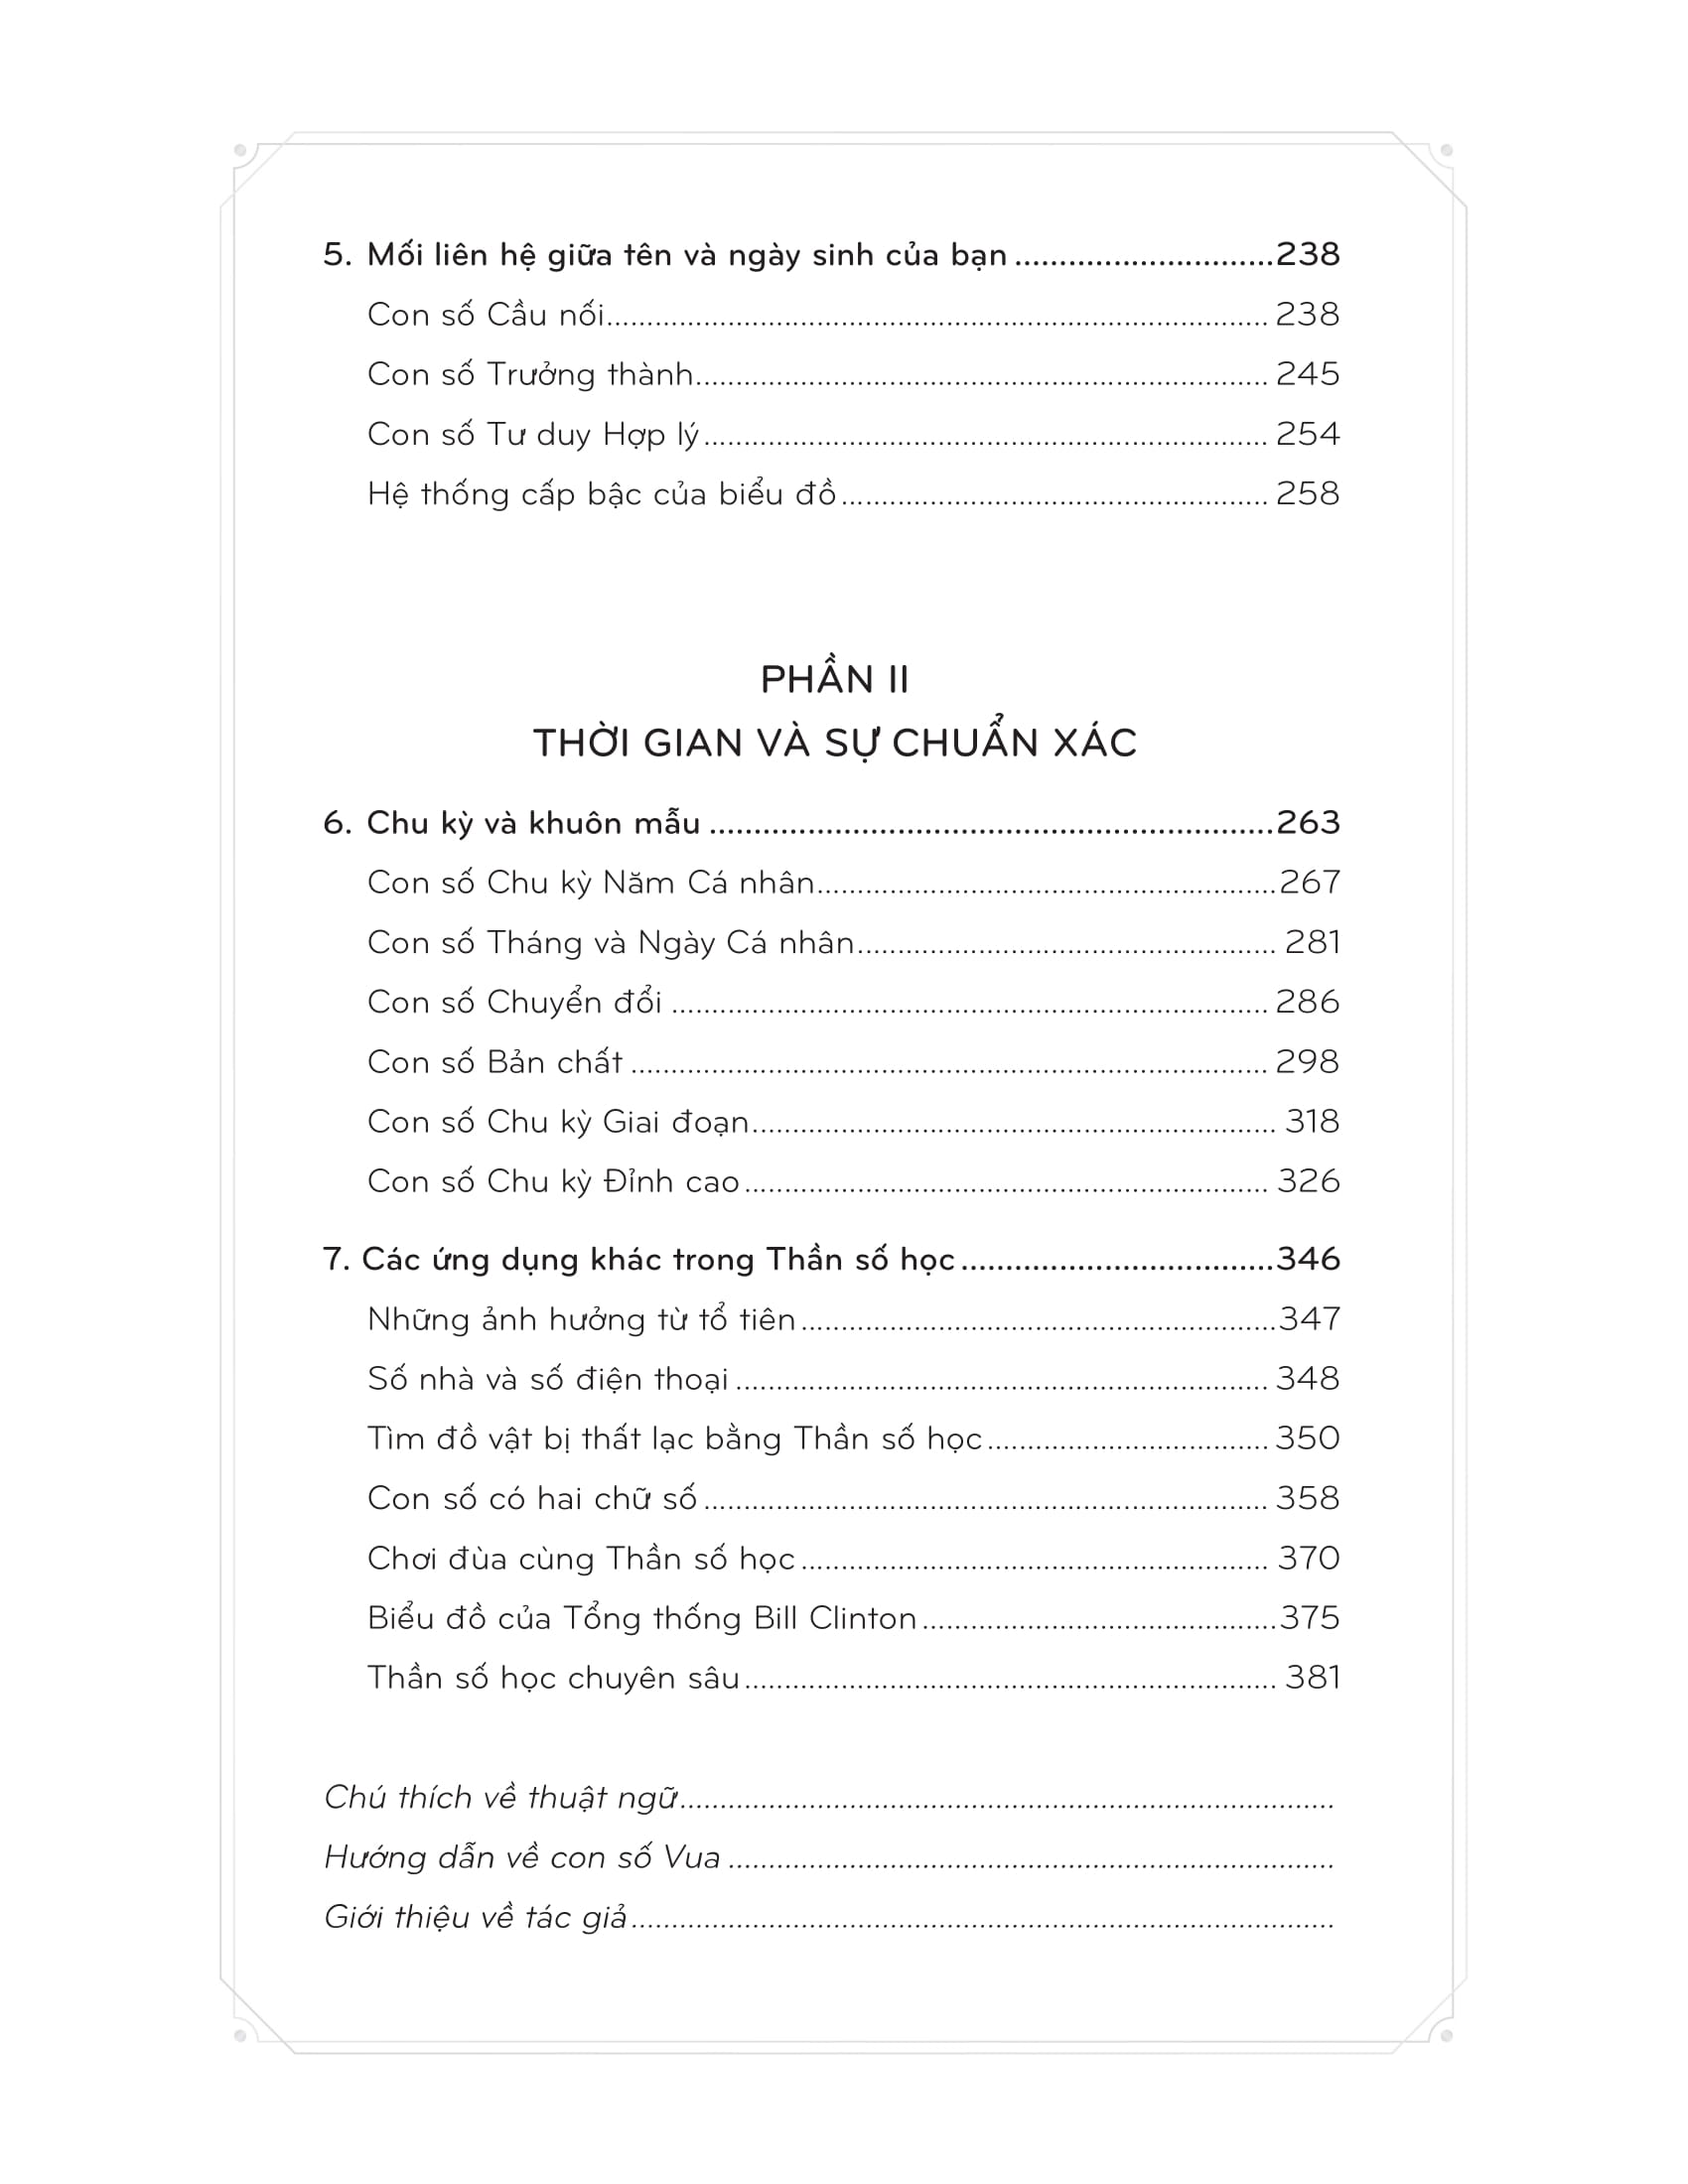 5. Mối liên hệ giữa tên và ngày sinh của bạn.............................238
Con số Cầu nối.................................................................................. 238
Con số Trưởng thành....................................................................... 245
Con số Tư duy Hợp lý...................................................................... 254
Hệ thống cấp bậc của biểu đồ..................................................... 258
PHẦN II
THỜI GIAN VÀ SỰ CHUẨN XÁC
6. Chu kỳ và khuôn mẫu ...............................................................263
Con số Chu kỳ Năm Cá nhân.........................................................267
Con số Tháng và Ngày Cá nhân.................................................... 281
Con số Chuyển đổi .......................................................................... 286
Con số Bản chất ............................................................................... 298
Con số Chu kỳ Giai đoạn................................................................. 318
Con số Chu kỳ Đỉnh cao................................................................. 326
7. Các ứng dụng khác trong Thần số học...................................346
Những ảnh hưởng từ tổ tiên...........................................................347
Số nhà và số điện thoại .................................................................. 348
Tìm đồ vật bị thất lạc bằng Thần số học................................... 350
Con số có hai chữ số ...................................................................... 358
Chơi đùa cùng Thần số học.......................................................... 370
Biểu đồ của Tổng thống Bill Clinton............................................375
Thần số học chuyên sâu.................................................................. 381
Chú thích về thuật ngữ.................................................................................
Hướng dẫn về con số Vua ...........................................................................
Giới thiệu về tác giả.......................................................................................